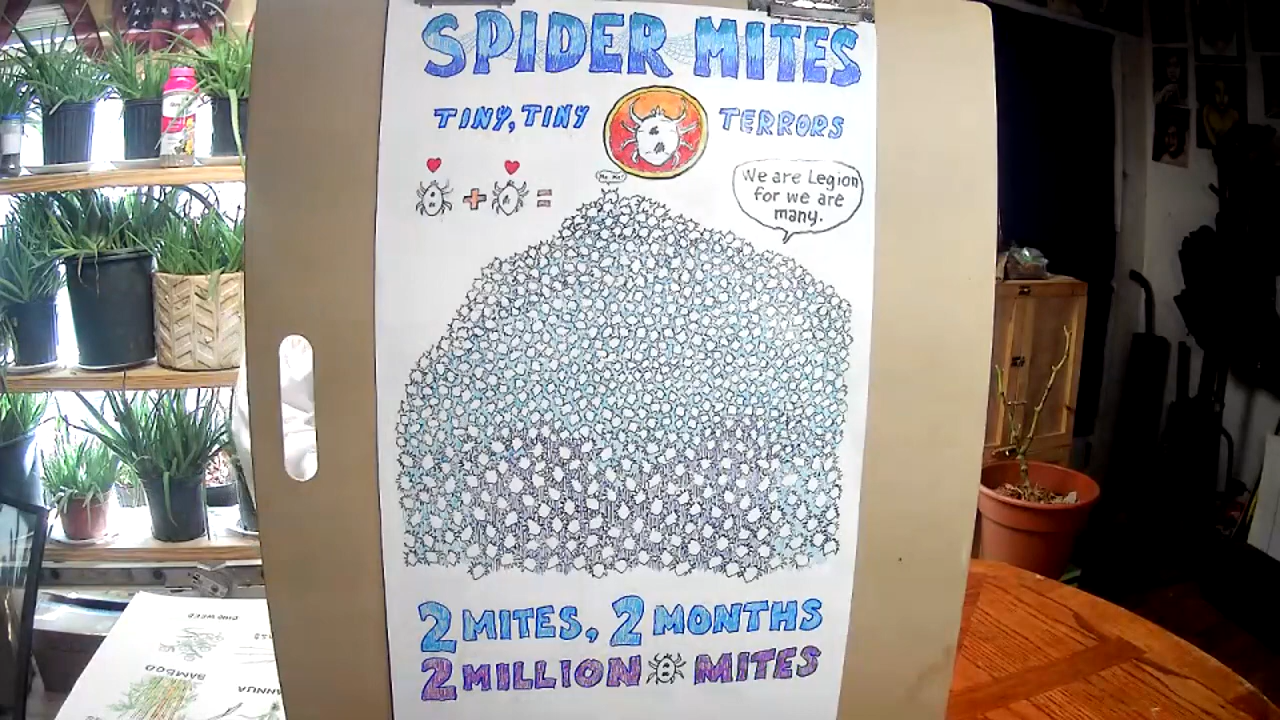 SPIDER MITES
TINY, TINY TERRORS
+ =
We are Legion
for we are
many.
2 MITES, 2 MONTHS
2 MILLION MITES
BAMBOO